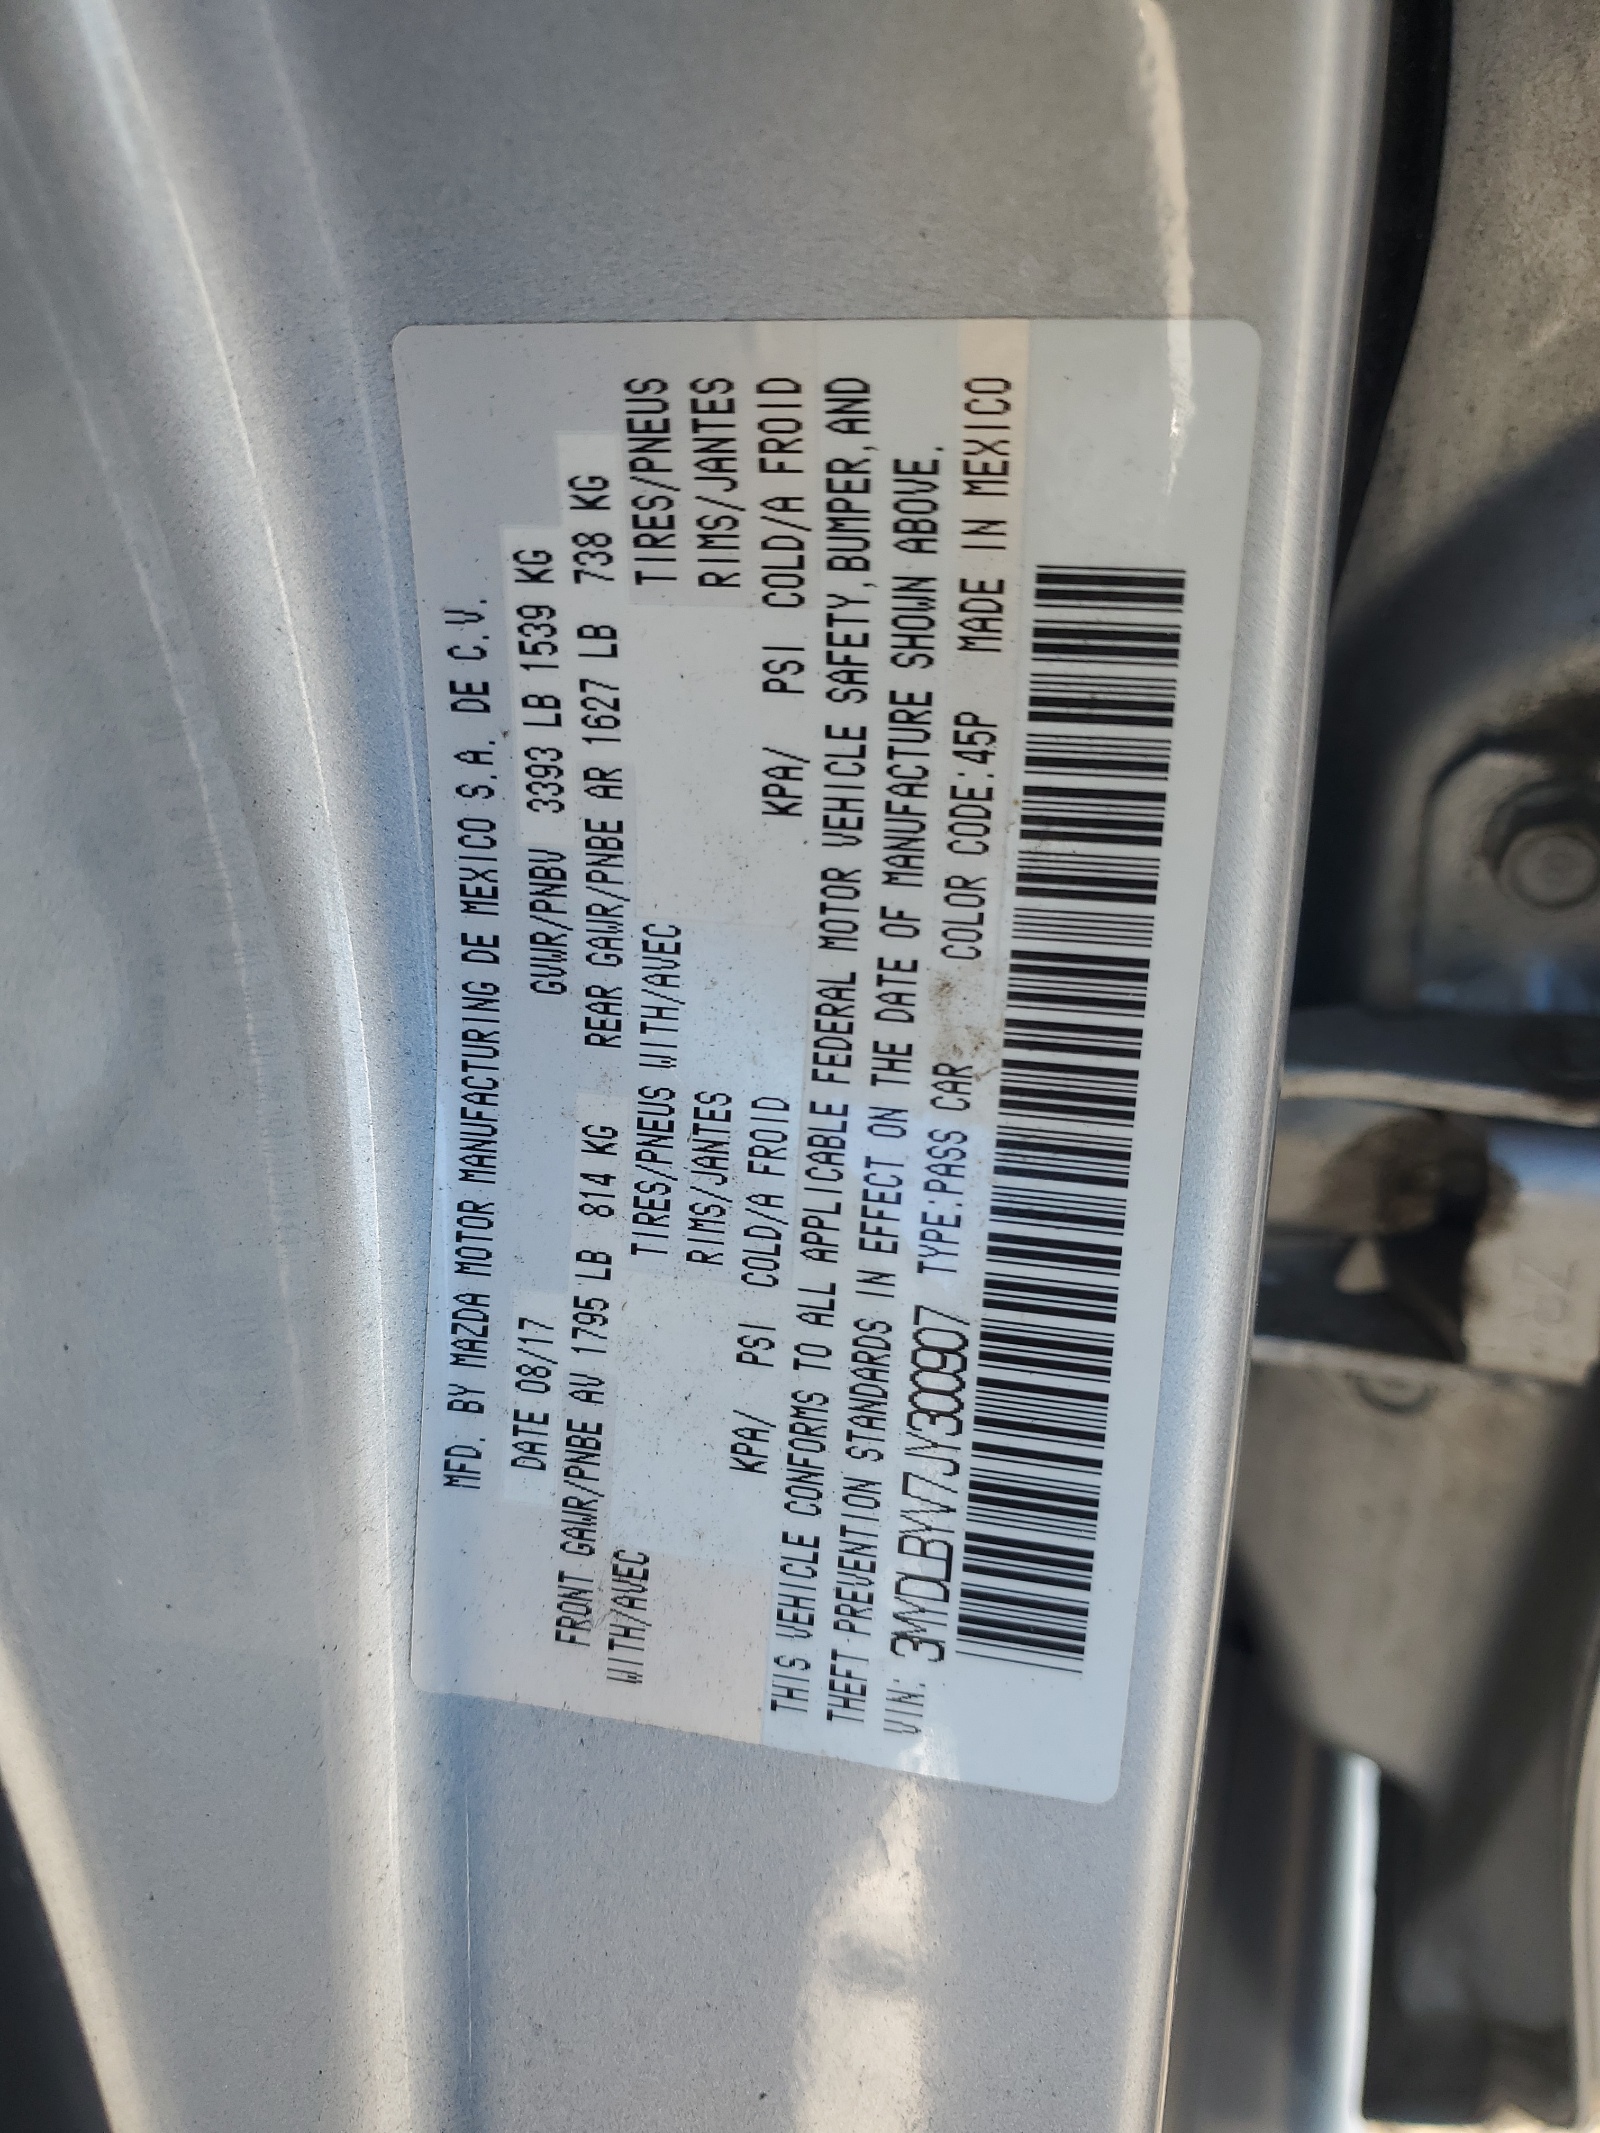 MFD. BY MAZDA MOTOR MANUFACTURING DE MEXICO S.A. DE C.V.
DATE 08/17 GVWR/PNBV 3393 LB 1539 KG
FRONT GAWR/PNBE AV 1795 LB 814 KG REAR GAWR/PNBE AR 1627 LB 738 KG
WITH/AVEC TIRES/PNEUS WITH/AVEC TIRES/PNEUS
RIMS/JANTES RIMS/JANTES
KPA/ PSI COLD/A FROID KPA/ PSI COLD/A FROID
THIS VEHICLE CONFORMS TO ALL APPLICABLE FEDERAL MOTOR VEHICLE SAFETY,BUMPER,AND
THEFT PREVENTION STANDARDS IN EFFECT ON THE DATE OF MANUFACTURE SHOWN ABOVE.
VIN: 3MYDLBYV7JY300907 TYPE:PASS CAR COLOR CODE:45P MADE IN MEXICO